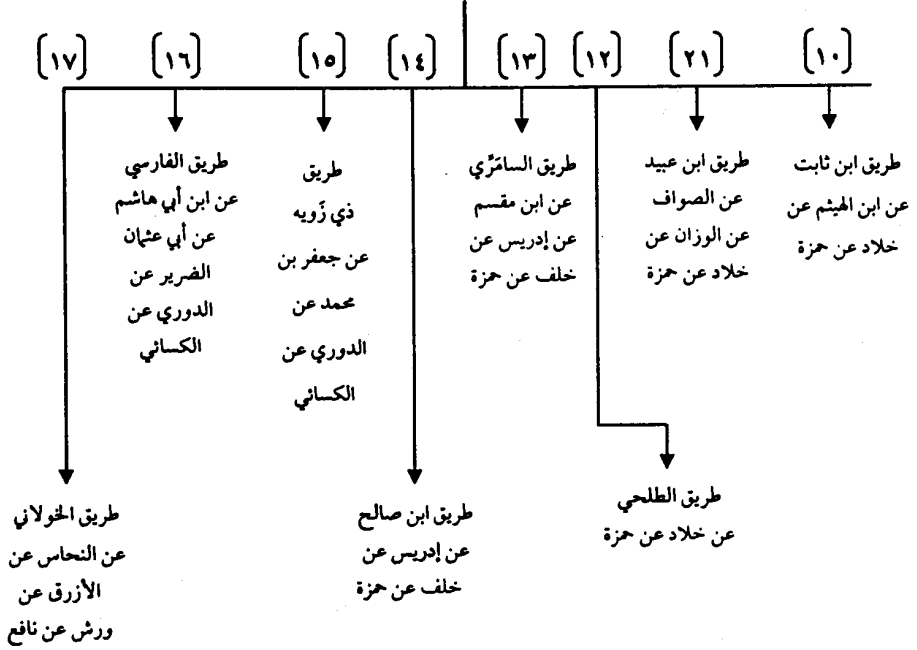 [١٠]
[٢١]
[١٢]
[١٣]
[١٤]
[١٥]
[١٦]
[١٧]
طريق ابن ثابت
عن ابن الهيثم عن
خلاد عن حمزة
طريق ابن عبيد
عن الصواف
عن الوزان عن
خلاد عن حمزة
طريق السامَرِّي
عن ابن مقسم
عن إدريس عن
خلف عن حمزة
طريق
ذي زَويه
عن جعفر بن
محمد عن
الدوري عن
الكسائي
طريق الفارسي
عن ابن أبي هاشم
عن أبي عثمان
الضرير عن
الدوري عن
الكسائي
طريق الطلحي
عن خلاد عن حمزة
طريق ابن صالح
عن إدريس عن
خلف عن حمزة
طريق الخولاني
عن النحاس عن
الأزرق عن
ورش عن نافع